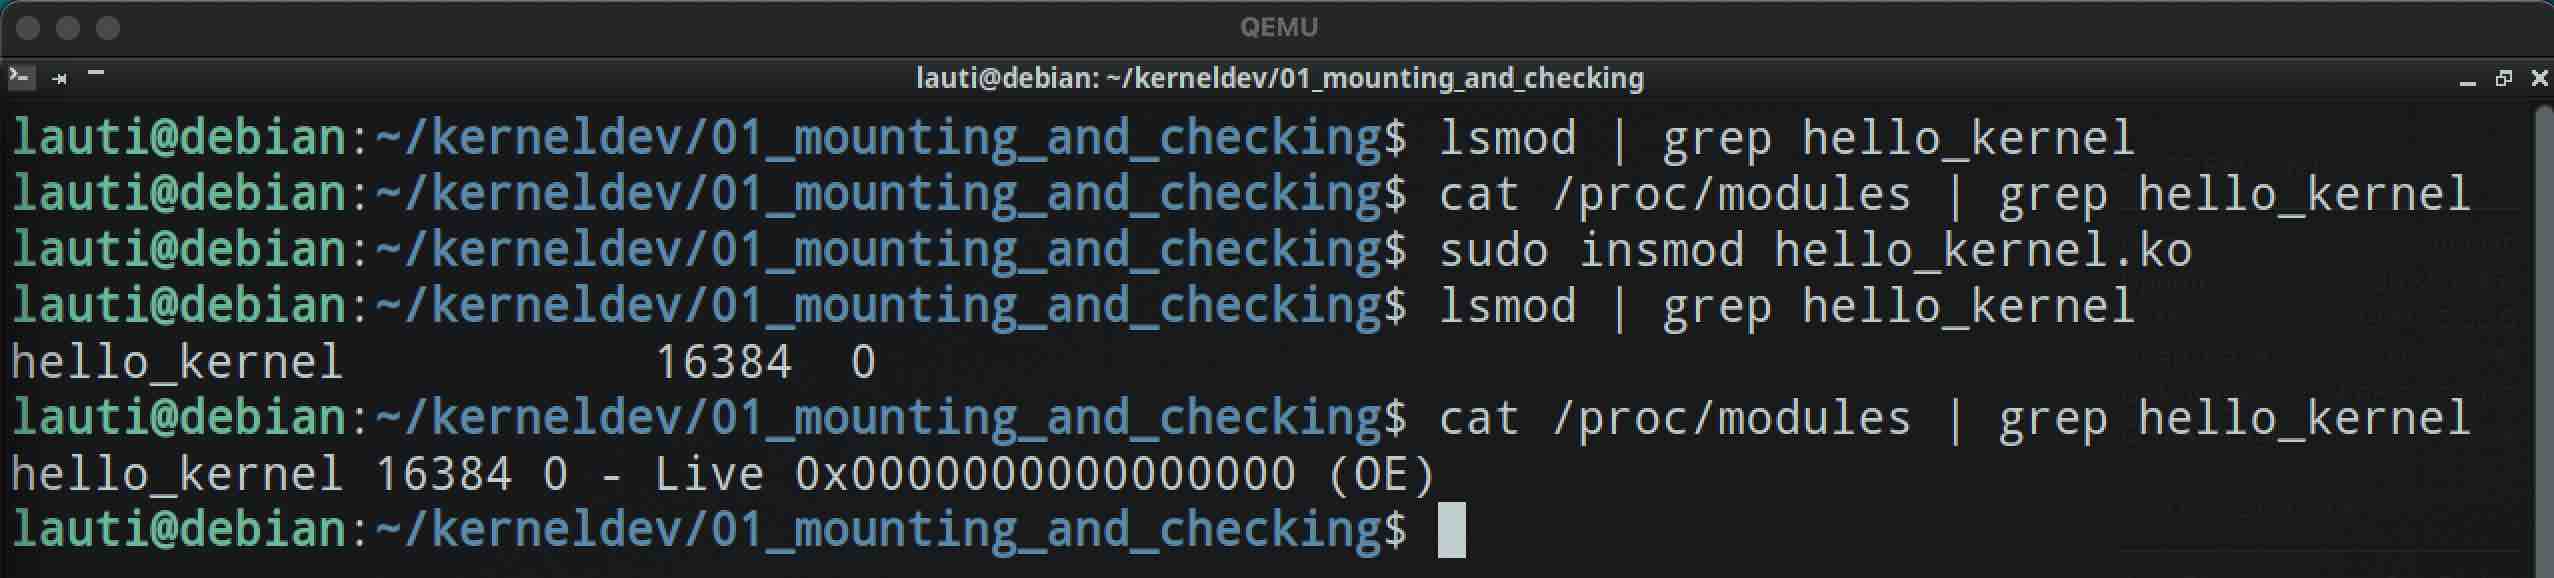 QEMU
lauti@debian: ~/kerneldev/01_mounting_and_checking
lauti@debian:~/kerneldev/01_mounting_and_checking$ lsmod | grep hello_kernel
lauti@debian:~/kerneldev/01_mounting_and_checking$ cat /proc/modules | grep hello_kernel
lauti@debian:~/kerneldev/01_mounting_and_checking$ sudo insmod hello_kernel.ko
lauti@debian:~/kerneldev/01_mounting_and_checking$ lsmod | grep hello_kernel
hello_kernel           16384  0
lauti@debian:~/kerneldev/01_mounting_and_checking$ cat /proc/modules | grep hello_kernel
hello_kernel 16384 0 - Live 0x0000000000000000 (OE)
lauti@debian:~/kerneldev/01_mounting_and_checking$